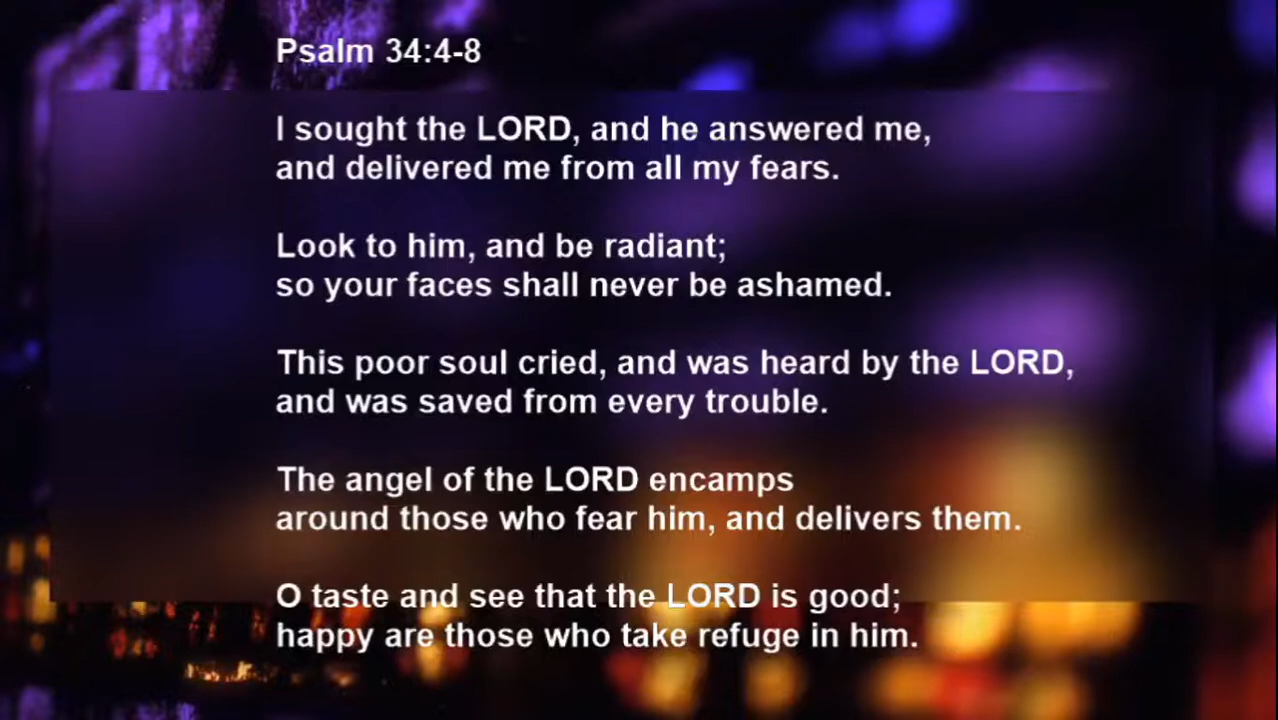 Psalm 34:4-8
I sought the LORD, and he answered me,
and delivered me from all my fears.
Look to him, and be radiant;
so your faces shall never be ashamed.
This poor soul cried, and was heard by the LORD,
and was saved from every trouble.
The angel of the LORD encamps
around those who fear him, and delivers them.
O taste and see that the LORD is good;
happy are those who take refuge in him.